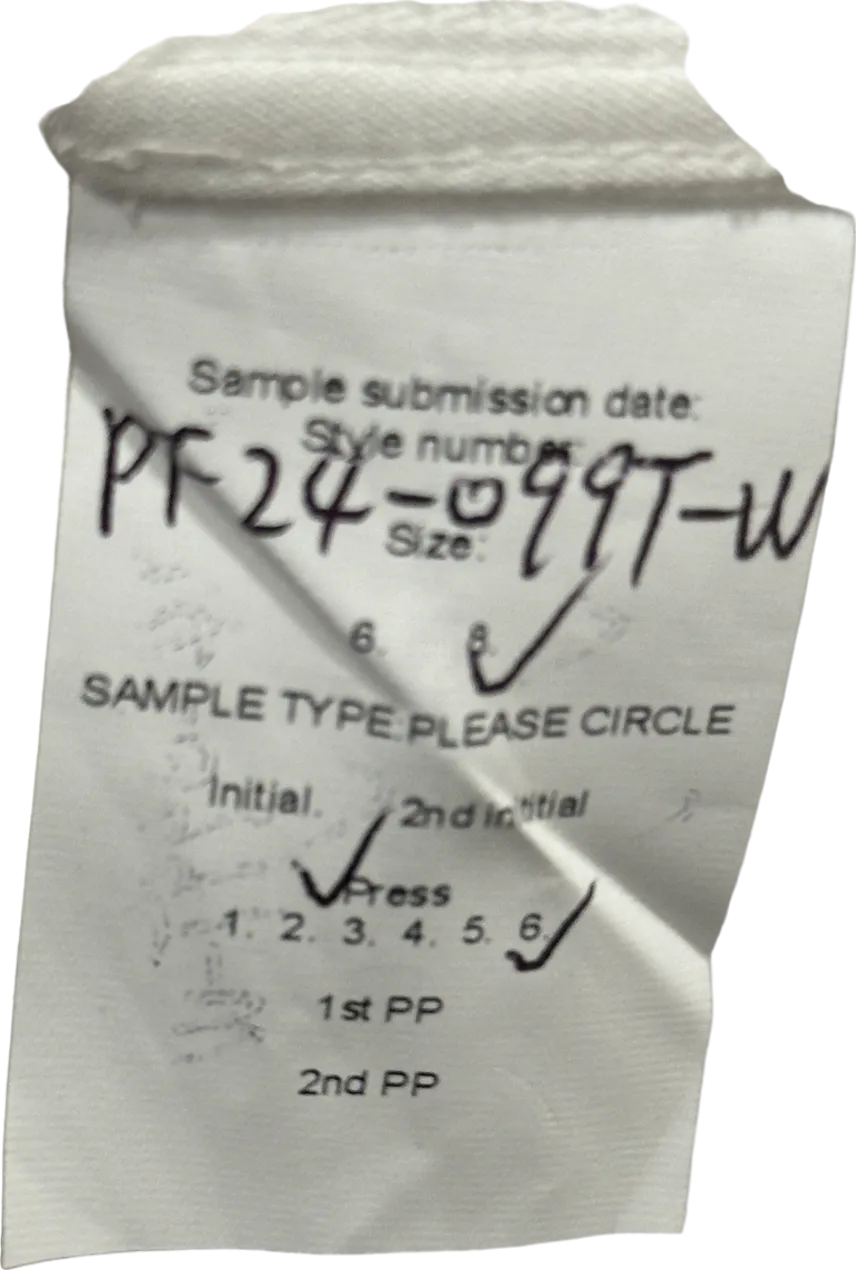 Sample submission date:
Style number:
PF24-099T-W
Size:
6. 8.
SAMPLE TYPE:PLEASE CIRCLE
Initial. 2nd intitial
Press
1. 2. 3. 4. 5. 6.
1st PP
2nd PP